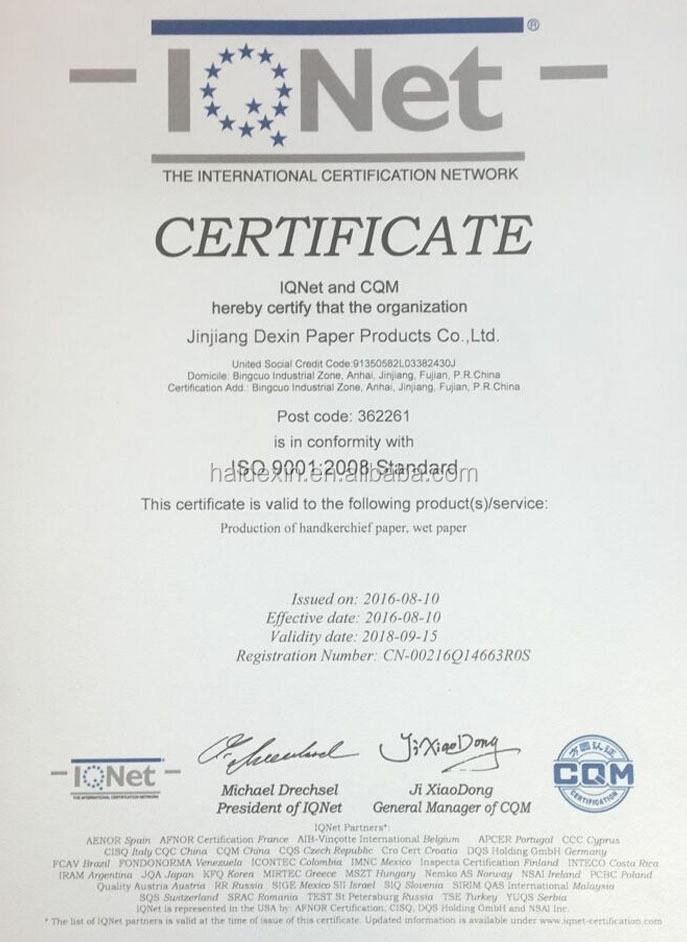 IQNet ®
THE INTERNATIONAL CERTIFICATION NETWORK
CERTIFICATE
IQNet and CQM
hereby certify that the organization
Jinjiang Dexin Paper Products Co.,Ltd.
United Social Credit Code:91350582L03382430J
Domicile: Bingcuo Industrial Zone, Anhai, Jinjiang, Fujian, P.R.China
Certification Add.: Bingcuo Industrial Zone, Anhai, Jinjiang, Fujian, P.R.China
Post code: 362261
is in conformity with
ISO 9001:2008 Standard
haidexin.en.alibaba.com
This certificate is valid to the following product(s)/service:
Production of handkerchief paper, wet paper
Issued on: 2016-08-10
Effective date: 2016-08-10
Validity date: 2018-09-15
Registration Number: CN-00216Q14663R0S
Ji XiaoDong
IQNet
THE INTERNATIONAL CERTIFICATION NETWORK
方圆认证
CQM
CERTIFICATION
Michael Drechsel
President of IQNet
Ji XiaoDong
General Manager of CQM
IQNet Partners*:
AENOR Spain AFNOR Certification France AIB-Vinçotte International Belgium APCER Portugal CCC Cyprus
CISQ Italy CQC China CQM China CQS Czech Republic Cro Cert Croatia DQS Holding GmbH Germany
FCAV Brazil FONDONORMA Venezuela ICONTEC Colombia IMNC Mexico Inspecta Certification Finland INTECO Costa Rica
IRAM Argentina JQA Japan KFQ Korea MIRTEC Greece MSZT Hungary Nemko AS Norway NSAI Ireland PCBC Poland
Quality Austria Austria RR Russia SIGE Mexico SII Israel SIQ Slovenia SIRIM QAS International Malaysia
SQS Switzerland SRAC Romania TEST St Petersburg Russia TSE Turkey YUQS Serbia
IQNet is represented in the USA by: AFNOR Certification, CISQ, DQS Holding GmbH and NSAI Inc.
* The list of IQNet partners is valid at the time of issue of this certificate. Updated information is available under www.iqnet-certification.com